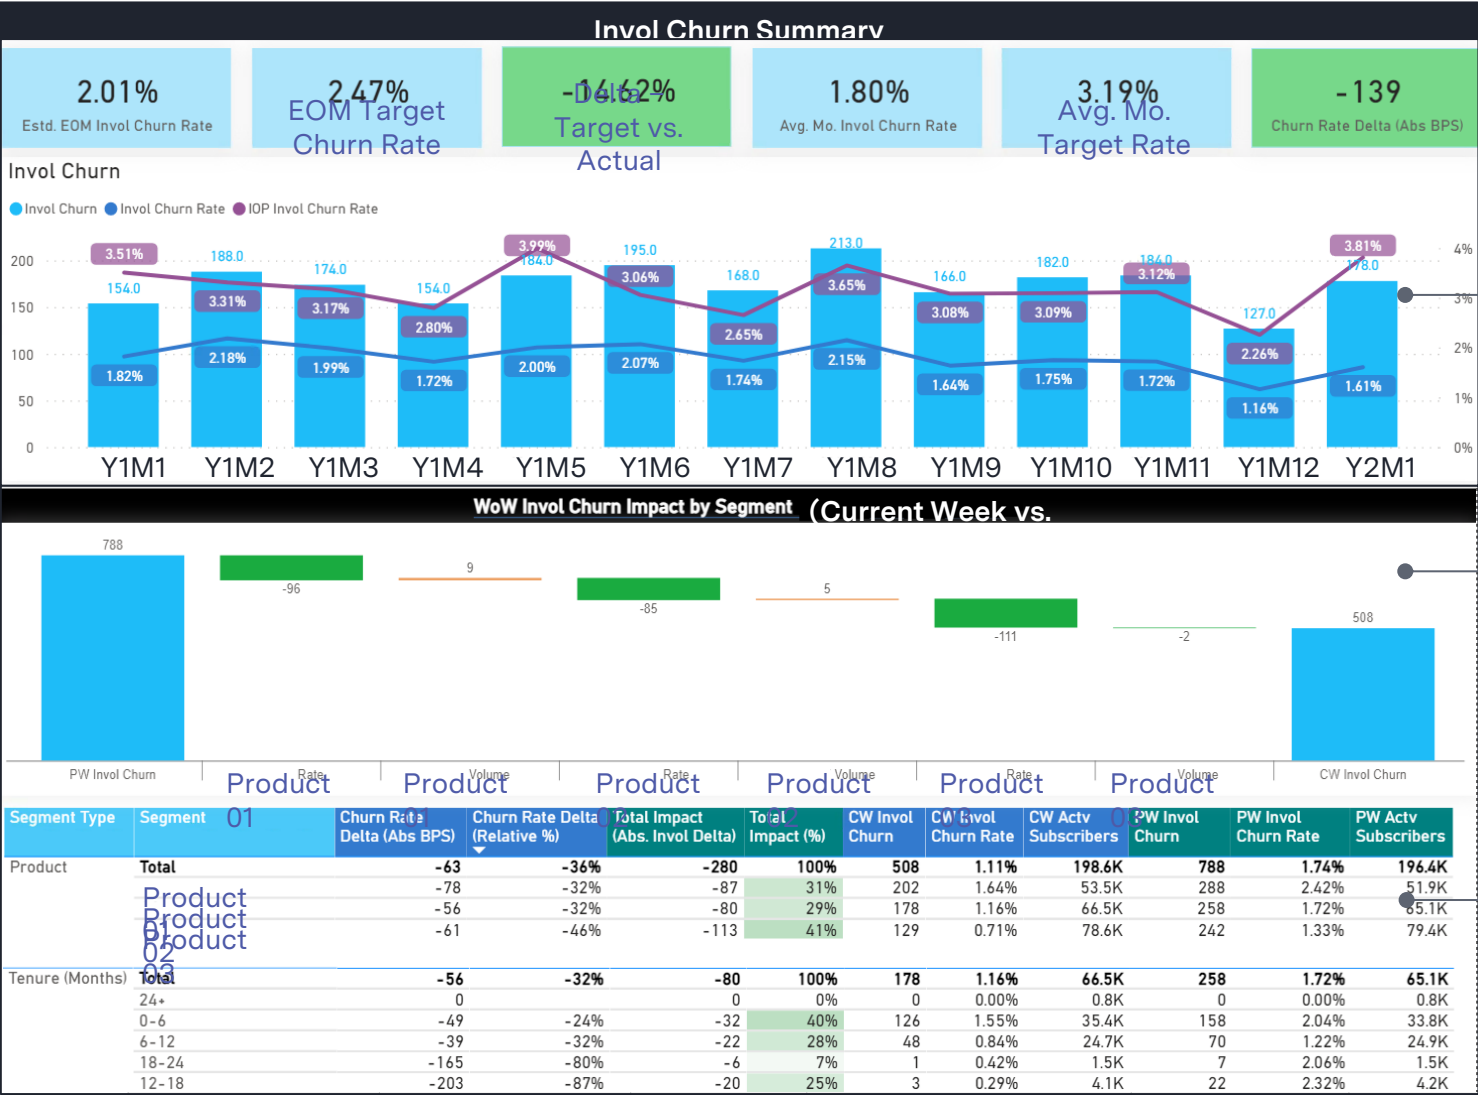 Invol Churn Summary
2.01%
Estd. EOM Invol Churn Rate
2.47%
EOM Target
Churn Rate
-14.62%
Delta –
Target vs.
Actual
1.80%
Avg. Mo. Invol Churn Rate
3.19%
Avg. Mo.
Target Rate
-139
Churn Rate Delta (Abs BPS)
Invol Churn
Invol Churn Invol Churn Rate IOP Invol Churn Rate
200
150
100
50
0
4%
3%
2%
1%
0%
154.0 188.0 174.0 154.0 184.0 195.0 168.0 213.0 166.0 182.0 184.0 127.0 178.0
3.51% 3.31% 3.17% 2.80% 3.99% 3.06% 2.65% 3.65% 3.08% 3.09% 3.12% 2.26% 3.81%
1.82% 2.18% 1.99% 1.72% 2.00% 2.07% 1.74% 2.15% 1.64% 1.75% 1.72% 1.16% 1.61%
Y1M1 Y1M2 Y1M3 Y1M4 Y1M5 Y1M6 Y1M7 Y1M8 Y1M9 Y1M10 Y1M11 Y1M12 Y2M1
WoW Invol Churn Impact by Segment (Current Week vs.
788 -96 9 -85 5 -111 -2 508
PW Invol Churn Rate Volume Rate Volume Rate Volume CW Invol Churn
Product Product Product Product Product Product
01 01 02 02 03 03
Segment Type Segment Churn Rate Delta (Abs BPS) Churn Rate Delta (Relative %) Total Impact (Abs. Invol Delta) Total Impact (%) CW Invol Churn CW Invol Churn Rate CW Actv Subscribers PW Invol Churn PW Invol Churn Rate PW Actv Subscribers
Product Total -63 -36% -280 100% 508 1.11% 198.6K 788 1.74% 196.4K
Product 01 -78 -32% -87 31% 202 1.64% 53.5K 288 2.42% 51.9K
Product 02 -56 -32% -80 29% 178 1.16% 66.5K 258 1.72% 65.1K
Product 03 -61 -46% -113 41% 129 0.71% 78.6K 242 1.33% 79.4K
Tenure (Months) Total -56 -32% -80 100% 178 1.16% 66.5K 258 1.72% 65.1K
24+ 0 0 0% 0 0.00% 0.8K 0 0.00% 0.8K
0-6 -49 -24% -32 40% 126 1.55% 35.4K 158 2.04% 33.8K
6-12 -39 -32% -22 28% 48 0.84% 24.7K 70 1.22% 24.9K
18-24 -165 -80% -6 7% 1 0.42% 1.5K 7 2.06% 1.5K
12-18 -203 -87% -20 25% 3 0.29% 4.1K 22 2.32% 4.2K